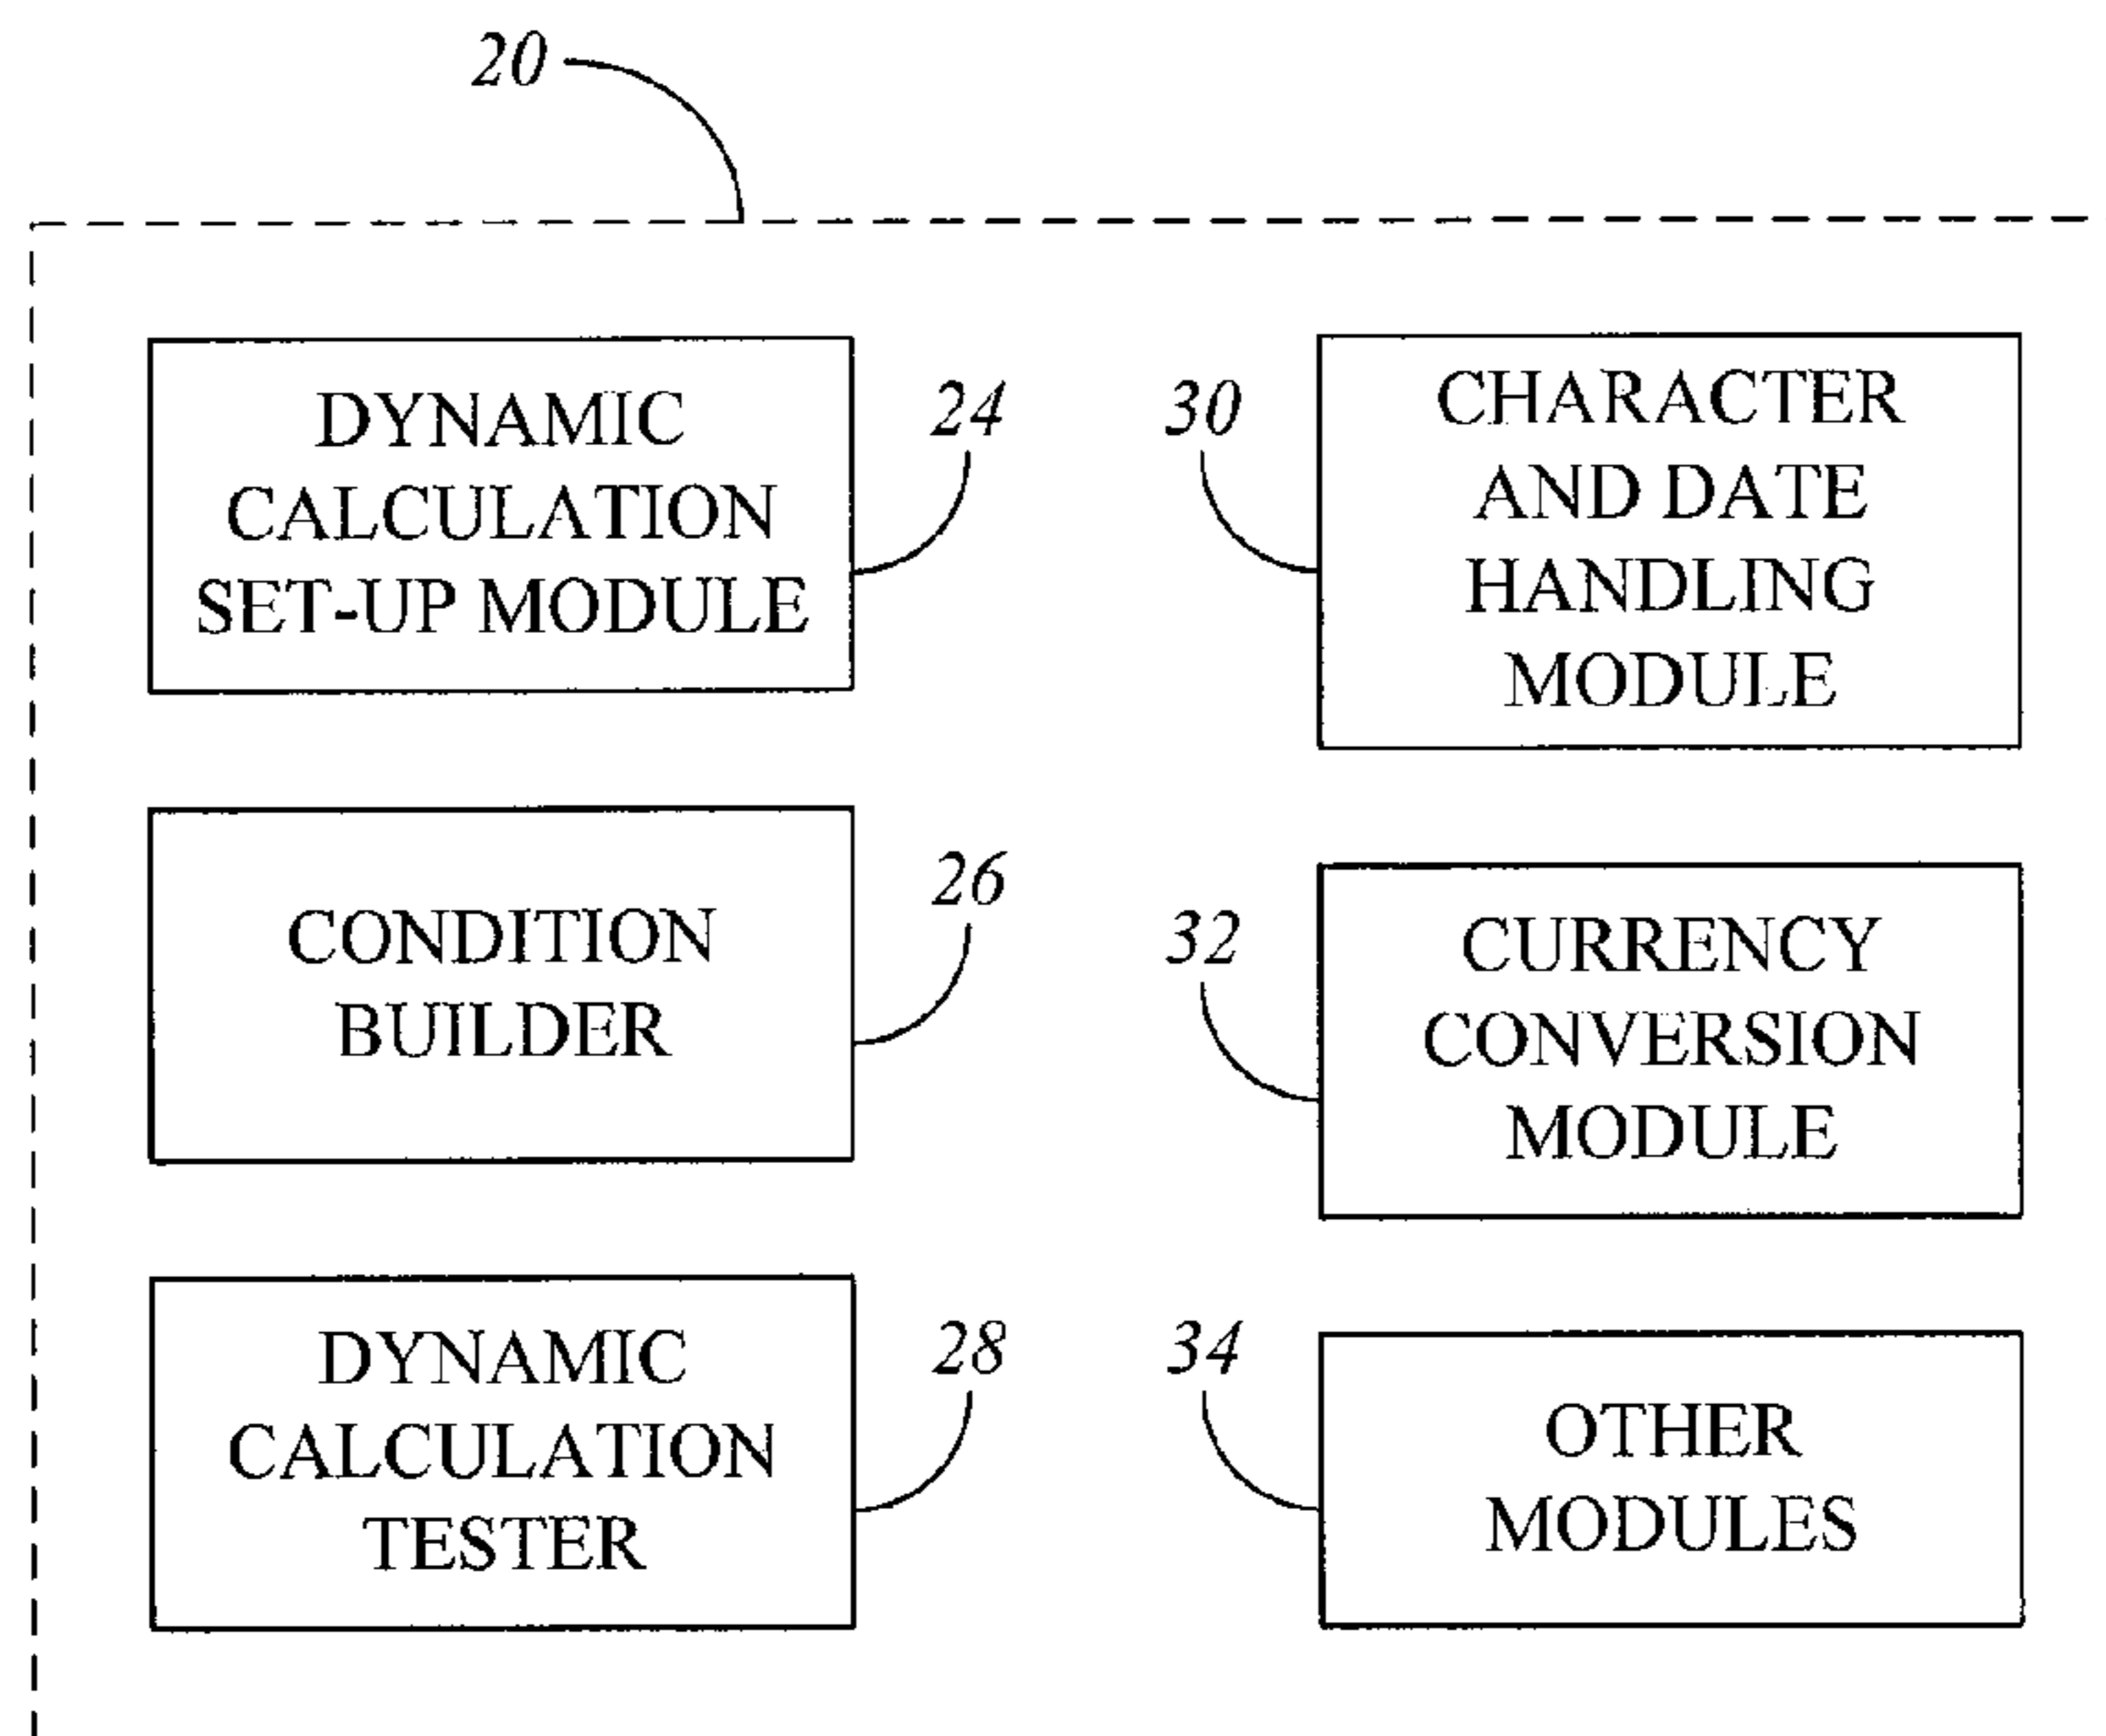 20
DYNAMIC
CALCULATION
SET-UP MODULE
24
CONDITION
BUILDER
26
DYNAMIC
CALCULATION
TESTER
28
30
CHARACTER
AND DATE
HANDLING
MODULE
32
CURRENCY
CONVERSION
MODULE
34
OTHER
MODULES